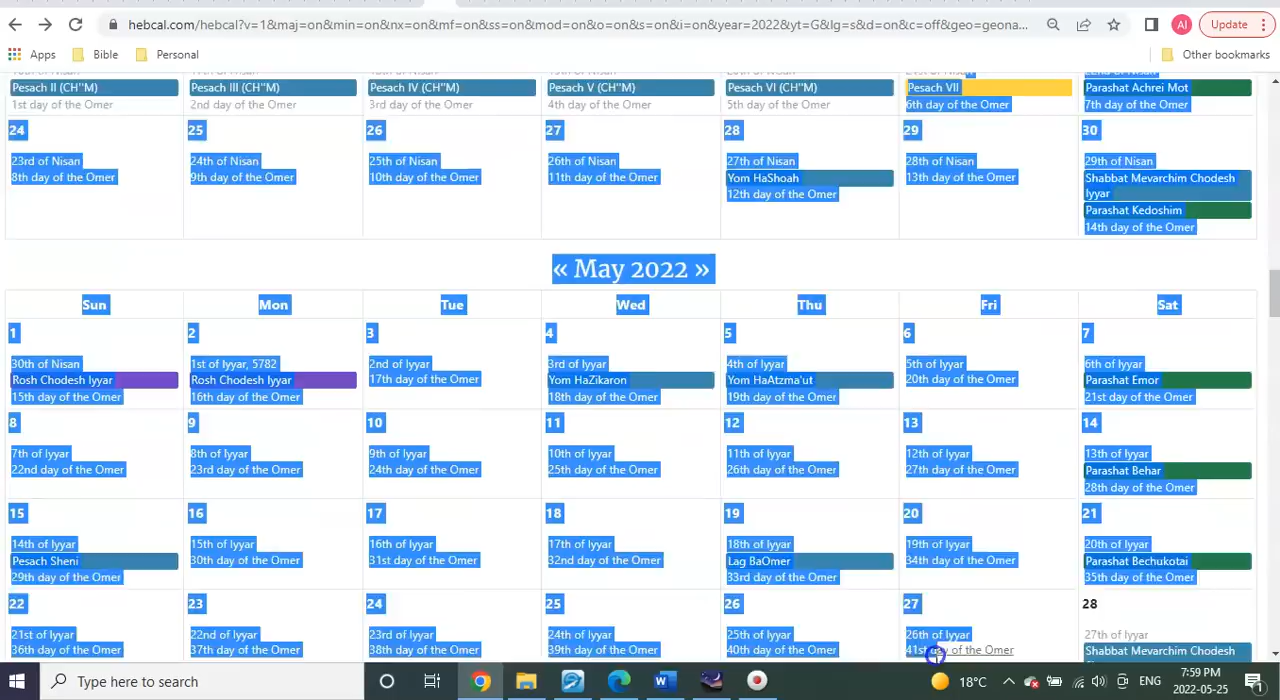 hebcal.com/hebcal?v=1&maj=on&min=on&nx=on&mf=on&ss=on&mod=on&o=on&s=on&i=on&year=2022&yt=G&lg=s&d=on&c=off&geo=geona...
AI
Update
Apps
Bible
Personal
Other bookmarks
Pesach II (CH"M)
Pesach III (CH"M)
Pesach IV (CH"M)
Pesach V (CH"M)
Pesach VI (CH"M)
Pesach VII
Parashat Achrei Mot
1st day of the Omer
2nd day of the Omer
3rd day of the Omer
4th day of the Omer
5th day of the Omer
6th day of the Omer
7th day of the Omer
24
25
26
27
28
29
30
23rd of Nisan
24th of Nisan
25th of Nisan
26th of Nisan
27th of Nisan
28th of Nisan
29th of Nisan
8th day of the Omer
9th day of the Omer
10th day of the Omer
11th day of the Omer
Yom HaShoah
12th day of the Omer
13th day of the Omer
Shabbat Mevarchim Chodesh
Iyyar
Parashat Kedoshim
14th day of the Omer
« May 2022 »
Sun
Mon
Tue
Wed
Thu
Fri
Sat
1
2
3
4
5
6
7
30th of Nisan
1st of Iyyar, 5782
2nd of Iyyar
3rd of Iyyar
4th of Iyyar
5th of Iyyar
6th of Iyyar
Rosh Chodesh Iyyar
15th day of the Omer
Rosh Chodesh Iyyar
16th day of the Omer
17th day of the Omer
Yom HaZikaron
18th day of the Omer
Yom HaAtzma'ut
19th day of the Omer
20th day of the Omer
Parashat Emor
21st day of the Omer
8
9
10
11
12
13
14
7th of Iyyar
8th of Iyyar
9th of Iyyar
10th of Iyyar
11th of Iyyar
12th of Iyyar
13th of Iyyar
22nd day of the Omer
23rd day of the Omer
24th day of the Omer
25th day of the Omer
26th day of the Omer
27th day of the Omer
Parashat Behar
28th day of the Omer
15
16
17
18
19
20
21
14th of Iyyar
15th of Iyyar
16th of Iyyar
17th of Iyyar
18th of Iyyar
19th of Iyyar
20th of Iyyar
Pesach Sheni
29th day of the Omer
30th day of the Omer
31st day of the Omer
32nd day of the Omer
Lag BaOmer
33rd day of the Omer
34th day of the Omer
Parashat Bechukotai
35th day of the Omer
22
23
24
25
26
27
28
21st of Iyyar
22nd of Iyyar
23rd of Iyyar
24th of Iyyar
25th of Iyyar
26th of Iyyar
27th of Iyyar
36th day of the Omer
37th day of the Omer
38th day of the Omer
39th day of the Omer
40th day of the Omer
41st day of the Omer
Shabbat Mevarchim Chodesh
Type here to search
18°C
ENG
7:59 PM
2022-05-25
1